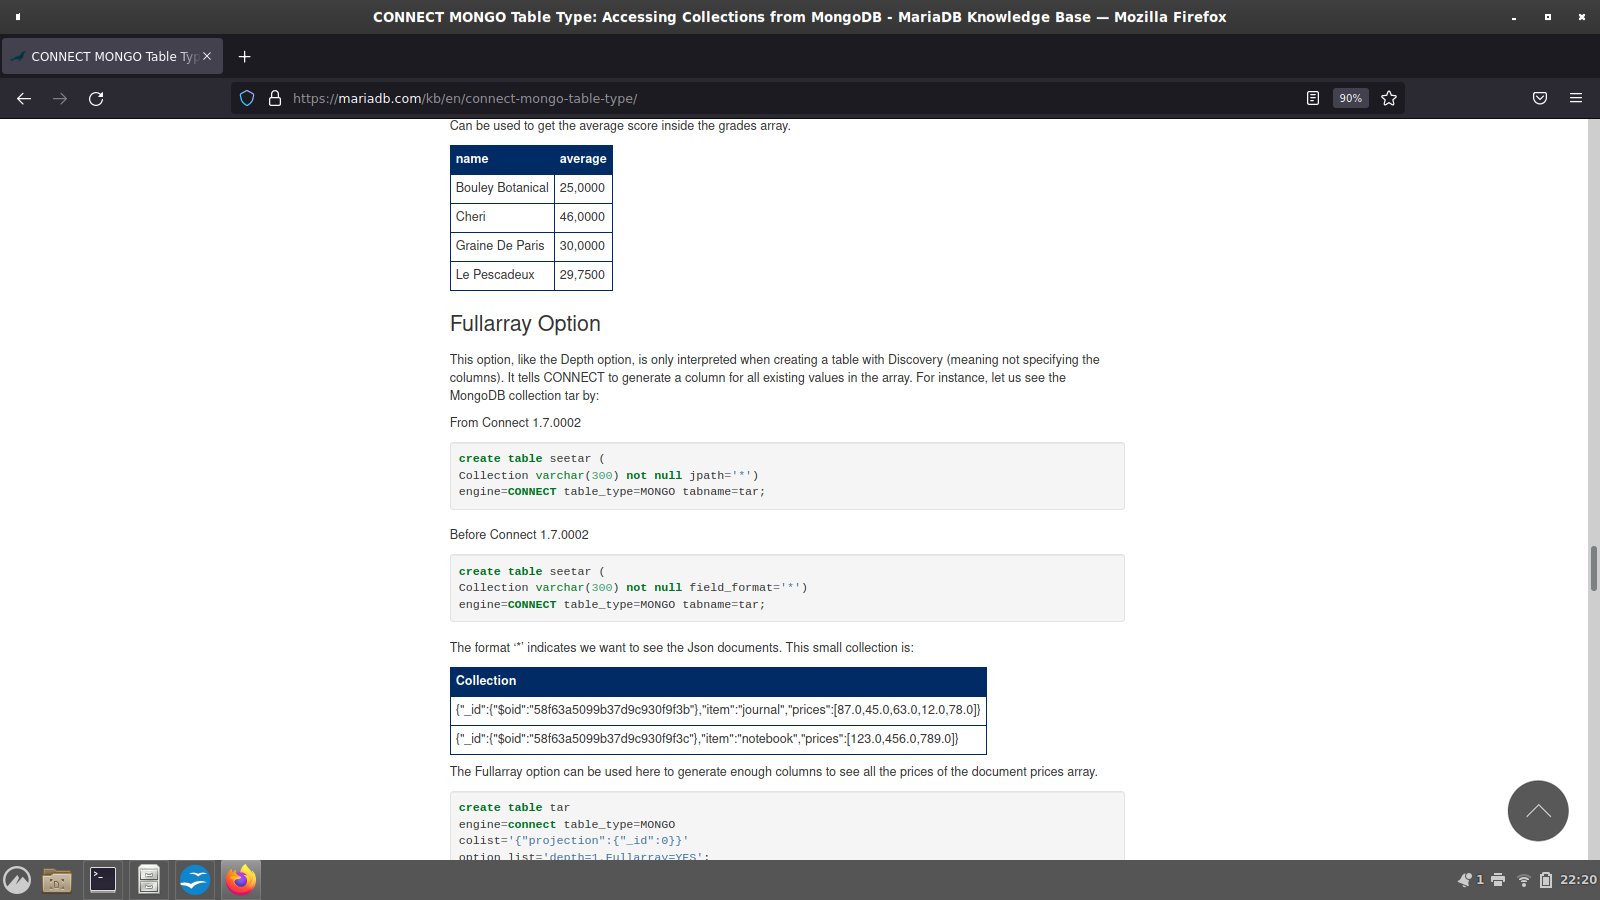 CONNECT MONGO Table Type: Accessing Collections from MongoDB - MariaDB Knowledge Base — Mozilla Firefox
CONNECT MONGO Table Typ
https://mariadb.com/kb/en/connect-mongo-table-type/
90%
Can be used to get the average score inside the grades array.
name average
Bouley Botanical 25,0000
Cheri 46,0000
Graine De Paris 30,0000
Le Pescadeux 29,7500
Fullarray Option
This option, like the Depth option, is only interpreted when creating a table with Discovery (meaning not specifying the
columns). It tells CONNECT to generate a column for all existing values in the array. For instance, let us see the
MongoDB collection tar by:
From Connect 1.7.0002
create table seetar (
Collection varchar(300) not null jpath='*')
engine=CONNECT table_type=MONGO tabname=tar;
Before Connect 1.7.0002
create table seetar (
Collection varchar(300) not null field_format='*')
engine=CONNECT table_type=MONGO tabname=tar;
The format ‘*’ indicates we want to see the Json documents. This small collection is:
Collection
{"_id":{"$oid":"58f63a5099b37d9c930f9f3b"},"item":"journal","prices":[87.0,45.0,63.0,12.0,78.0]}
{"_id":{"$oid":"58f63a5099b37d9c930f9f3c"},"item":"notebook","prices":[123.0,456.0,789.0]}
The Fullarray option can be used here to generate enough columns to see all the prices of the document prices array.
create table tar
engine=connect table_type=MONGO
colist='{"projection":{"_id":0}}'
option_list='depth=1,Fullarray=YES';
1
22:20